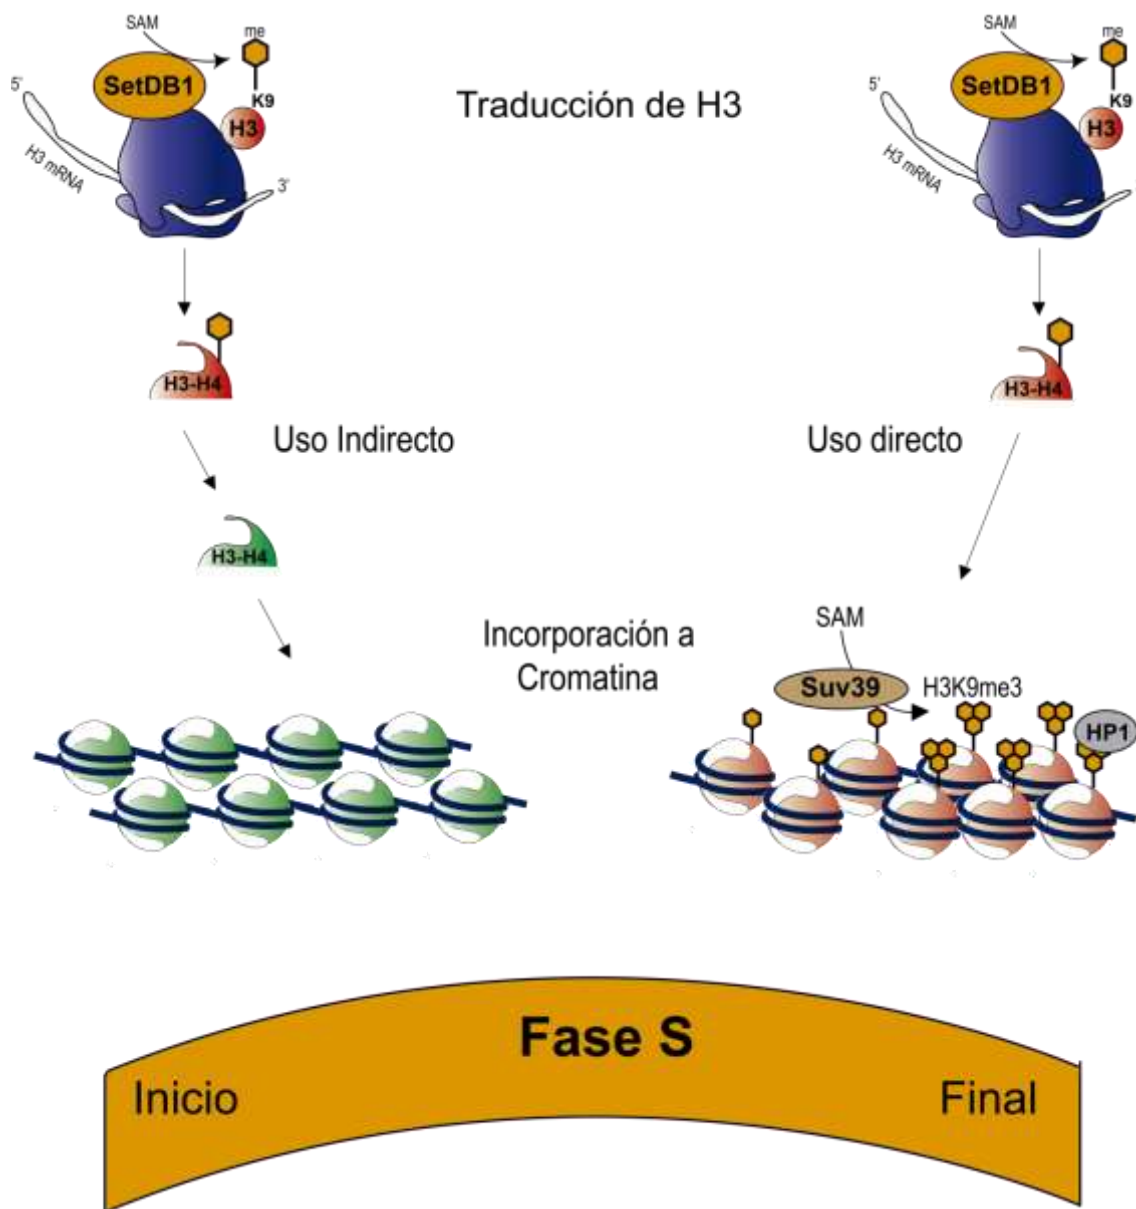 SAM
me
SetDB1
5'
K9
H3
H3 mRNA
3'
Traducción de H3
SAM
me
SetDB1
5'
K9
H3
H3 mRNA
H3-H4
H3-H4
Uso Indirecto
Uso directo
H3-H4
Incorporación a
Cromatina
SAM
Suv39
H3K9me3
HP1
Fase S
Inicio
Final